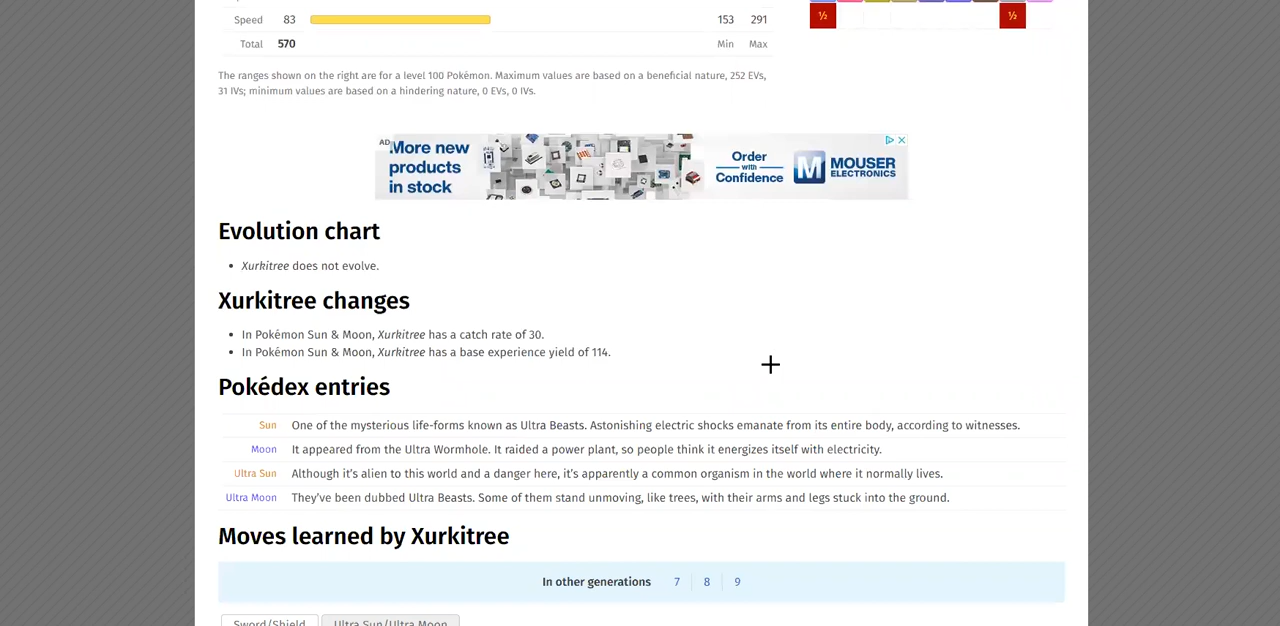 Speed 83 153 291
½ ½
Total 570 Min Max
The ranges shown on the right are for a level 100 Pokémon. Maximum values are based on a beneficial nature, 252 EVs,
31 IVs; minimum values are based on a hindering nature, 0 EVs, 0 IVs.
AD
More new
products
in stock
Order
with
Confidence
M MOUSER
ELECTRONICS
Evolution chart
• Xurkitree does not evolve.
Xurkitree changes
• In Pokémon Sun & Moon, Xurkitree has a catch rate of 30.
• In Pokémon Sun & Moon, Xurkitree has a base experience yield of 114.
Pokédex entries
Sun One of the mysterious life-forms known as Ultra Beasts. Astonishing electric shocks emanate from its entire body, according to witnesses.
Moon It appeared from the Ultra Wormhole. It raided a power plant, so people think it energizes itself with electricity.
Ultra Sun Although it’s alien to this world and a danger here, it’s apparently a common organism in the world where it normally lives.
Ultra Moon They’ve been dubbed Ultra Beasts. Some of them stand unmoving, like trees, with their arms and legs stuck into the ground.
Moves learned by Xurkitree
In other generations 7 8 9
Sword/Shield Ultra Sun/Ultra Moon